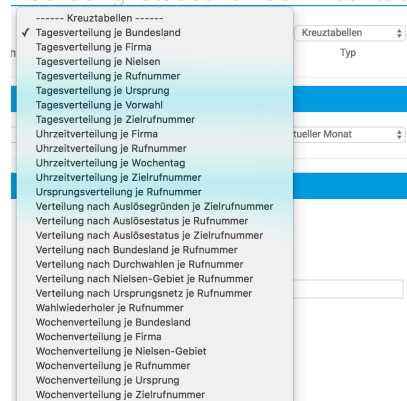 ------ Kreuztabellen ------
✓ Tagesverteilung je Bundesland
Kreuztabellen
Tagesverteilung je Firma
Typ
Tagesverteilung je Nielsen
Tagesverteilung je Rufnummer
Tagesverteilung je Ursprung
Tagesverteilung je Vorwahl
Tagesverteilung je Zielrufnummer
Uhrzeitverteilung je Firma
tueller Monat
Uhrzeitverteilung je Rufnummer
Uhrzeitverteilung je Wochentag
Uhrzeitverteilung je Zielrufnummer
Ursprungsverteilung je Rufnummer
Verteilung nach Auslösegründen je Zielrufnummer
Verteilung nach Auslösestatus je Rufnummer
Verteilung nach Auslösestatus je Zielrufnummer
Verteilung nach Bundesland je Rufnummer
Verteilung nach Durchwahlen je Rufnummer
Verteilung nach Nielsen-Gebiet je Rufnummer
Verteilung nach Ursprungsnetz je Rufnummer
Wahlwiederholer je Rufnummer
Wochenverteilung je Bundesland
Wochenverteilung je Firma
Wochenverteilung je Nielsen-Gebiet
Wochenverteilung je Rufnummer
Wochenverteilung je Ursprung
Wochenverteilung je Zielrufnummer